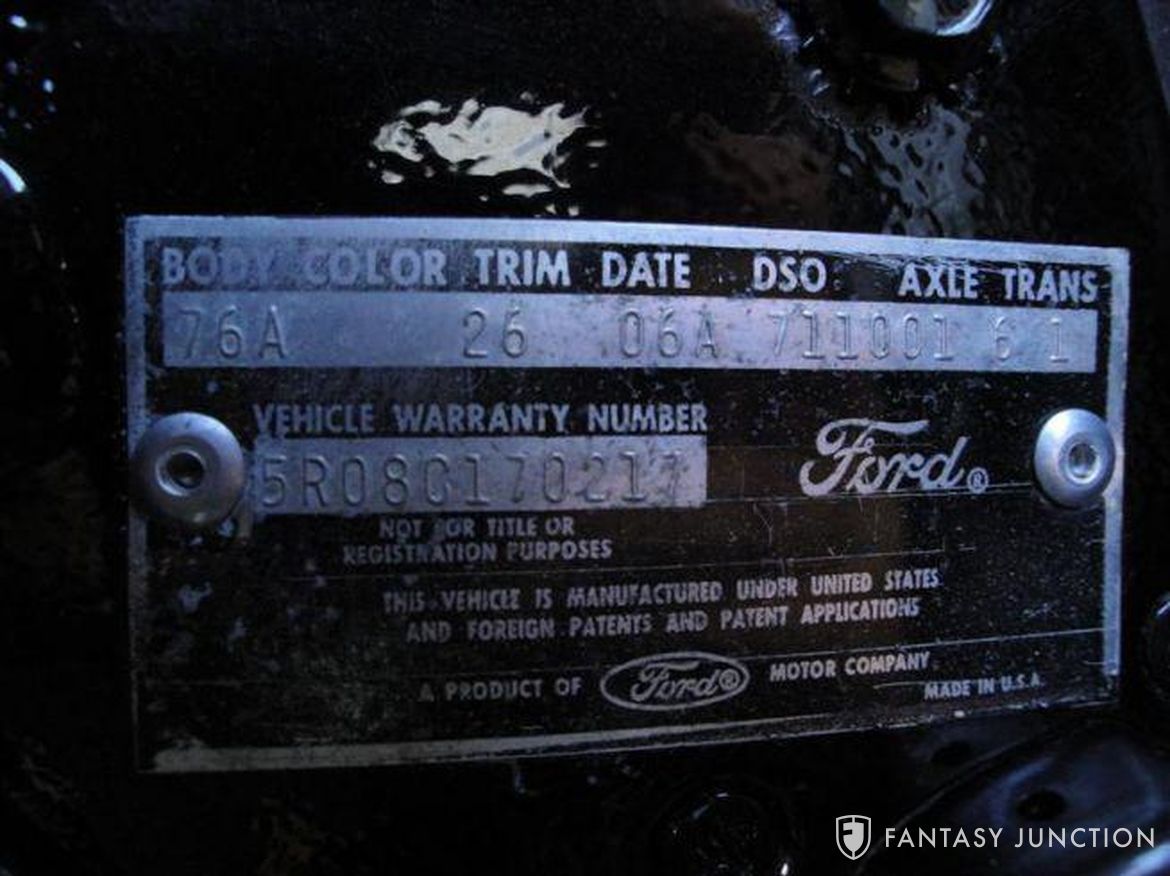 BODY COLOR TRIM DATE DSO AXLE TRANS
76A 26 06A 711001 6 1
VEHICLE WARRANTY NUMBER
5R08C170217
Ford®
NOT FOR TITLE OR
REGISTRATION PURPOSES
THIS VEHICLE IS MANUFACTURED UNDER UNITED STATES
AND FOREIGN PATENTS AND PATENT APPLICATIONS
A PRODUCT OF Ford® MOTOR COMPANY
MADE IN U.S.A.
FANTASY JUNCTION